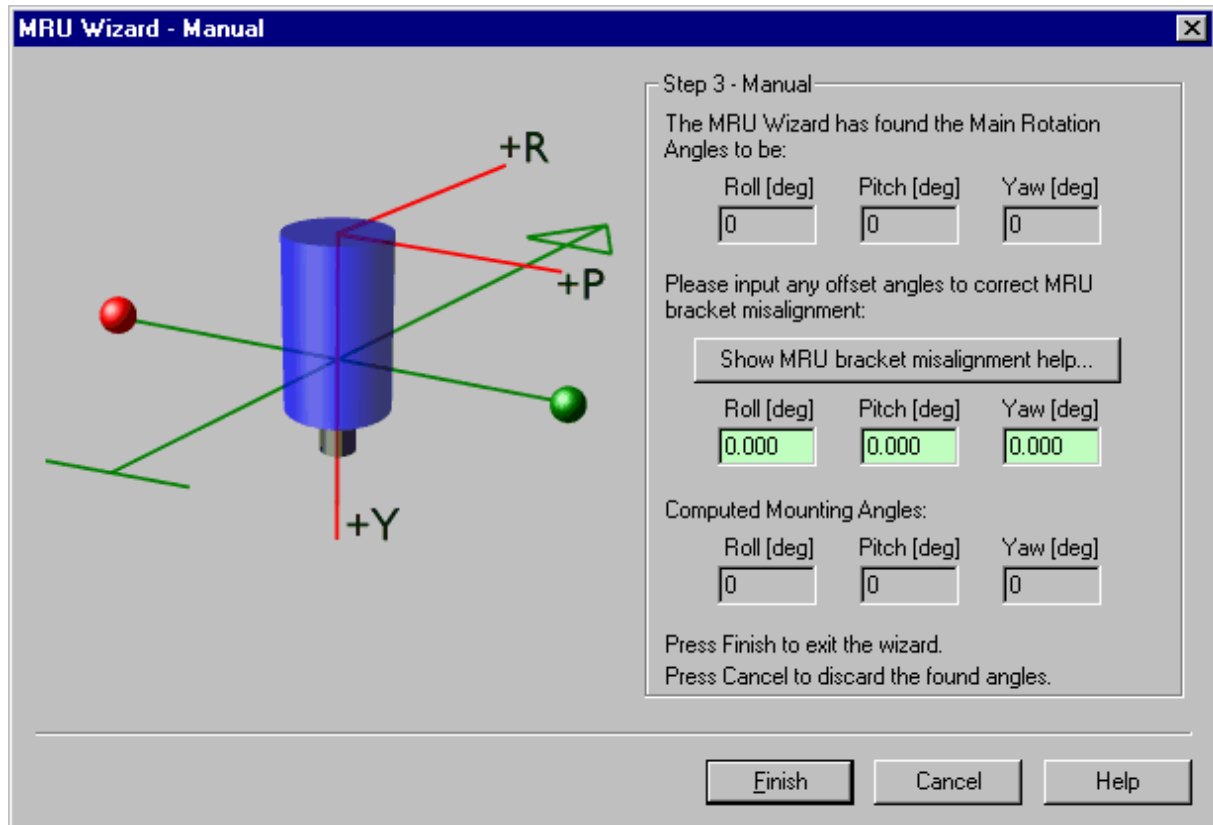 MRU Wizard - Manual
+R
+P
+Y
Step 3 - Manual
The MRU Wizard has found the Main Rotation
Angles to be:
Roll [deg] Pitch [deg] Yaw [deg]
0 0 0
Please input any offset angles to correct MRU
bracket misalignment:
Show MRU bracket misalignment help...
Roll [deg] Pitch [deg] Yaw [deg]
0.000 0.000 0.000
Computed Mounting Angles:
Roll [deg] Pitch [deg] Yaw [deg]
0 0 0
Press Finish to exit the wizard.
Press Cancel to discard the found angles.
Finish Cancel Help